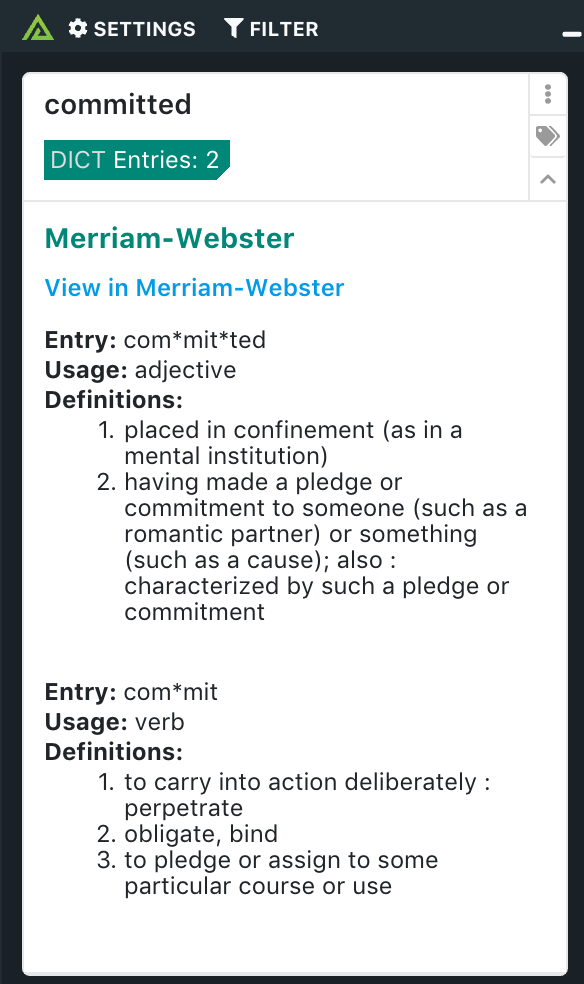 SETTINGS FILTER
committed
DICT Entries: 2
Merriam-Webster
View in Merriam-Webster
Entry: com*mit*ted
Usage: adjective
Definitions:
1. placed in confinement (as in a
mental institution)
2. having made a pledge or
commitment to someone (such as a
romantic partner) or something
(such as a cause); also :
characterized by such a pledge or
commitment
Entry: com*mit
Usage: verb
Definitions:
1. to carry into action deliberately :
perpetrate
2. obligate, bind
3. to pledge or assign to some
particular course or use